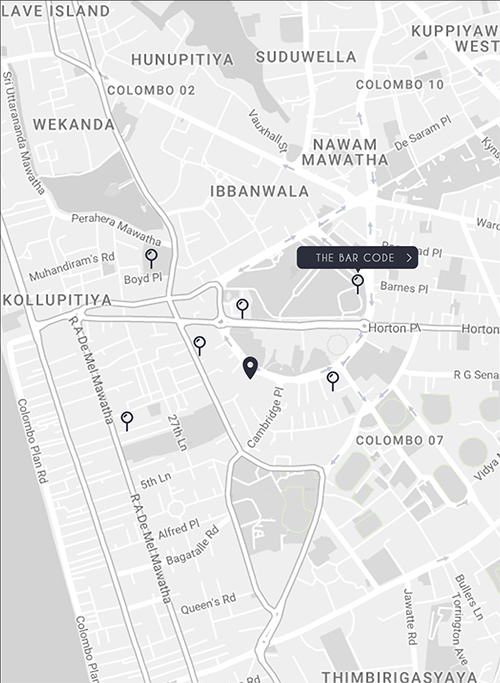 LAVE ISLAND
KUPPIYAW
WEST
HUNUPITIYA
SUDUWELLA
COLOMBO 02
COLOMBO 10
Sri Uttarananda Mawatha
WEKANDA
Vauxhall St
De Saram Pl
NAWAM
MAWATHA
Kyns
IBBANWALA
Perahera Mawatha
Ward
Muhandiram's Rd
THE BAR CODE >
ad Pl
Boyd Pl
Barnes Pl
KOLLUPITIYA
Horton Pl
Horton
R.A.De.Mel.Mawatha
R G Sena
Colombo Plan Rd
Cambridge Pl
27th Ln
COLOMBO 07
Vidya M
5th Ln
R.A.De.Mel.Mawatha
Alfred Pl
Bagatalle Rd
Queen's Rd
Bullers Ln
Torrington Ave
Jawatte Rd
Colombo Plan Rd
THIMBIRIGASYAYA